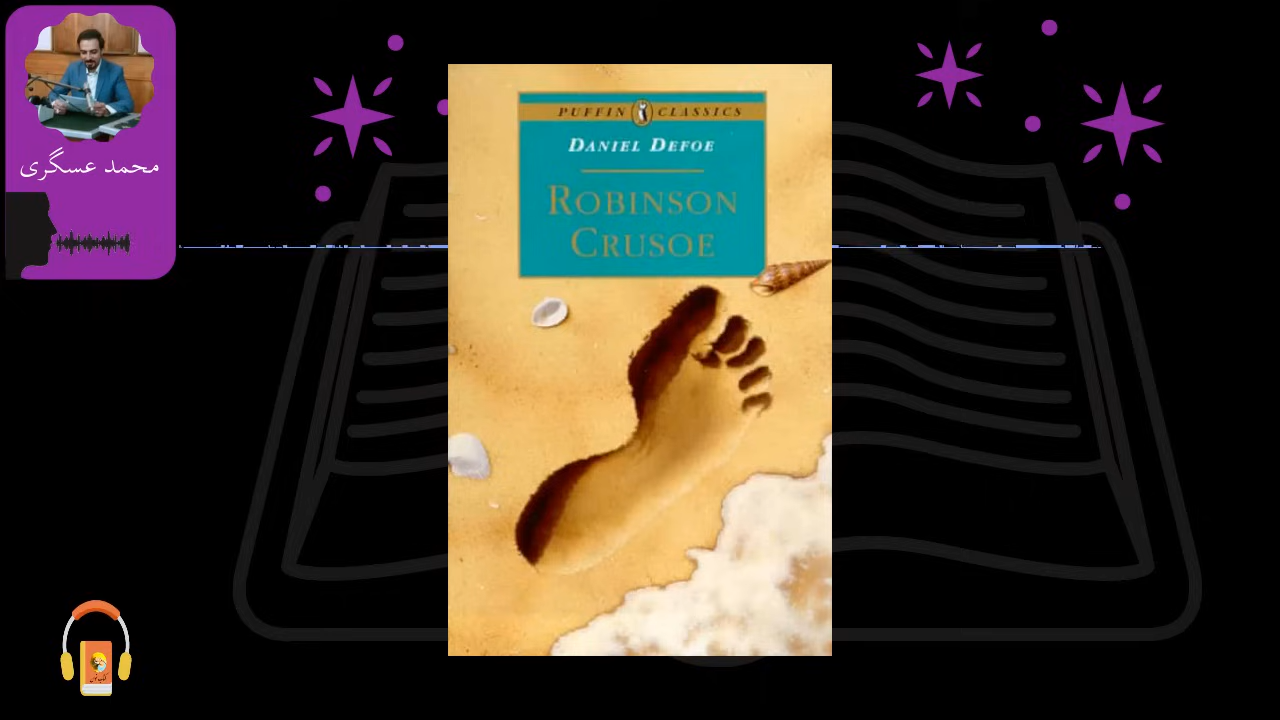 محمد عسگری
PUFFIN CLASSICS
DANIEL DEFOE
ROBINSON
CRUSOE